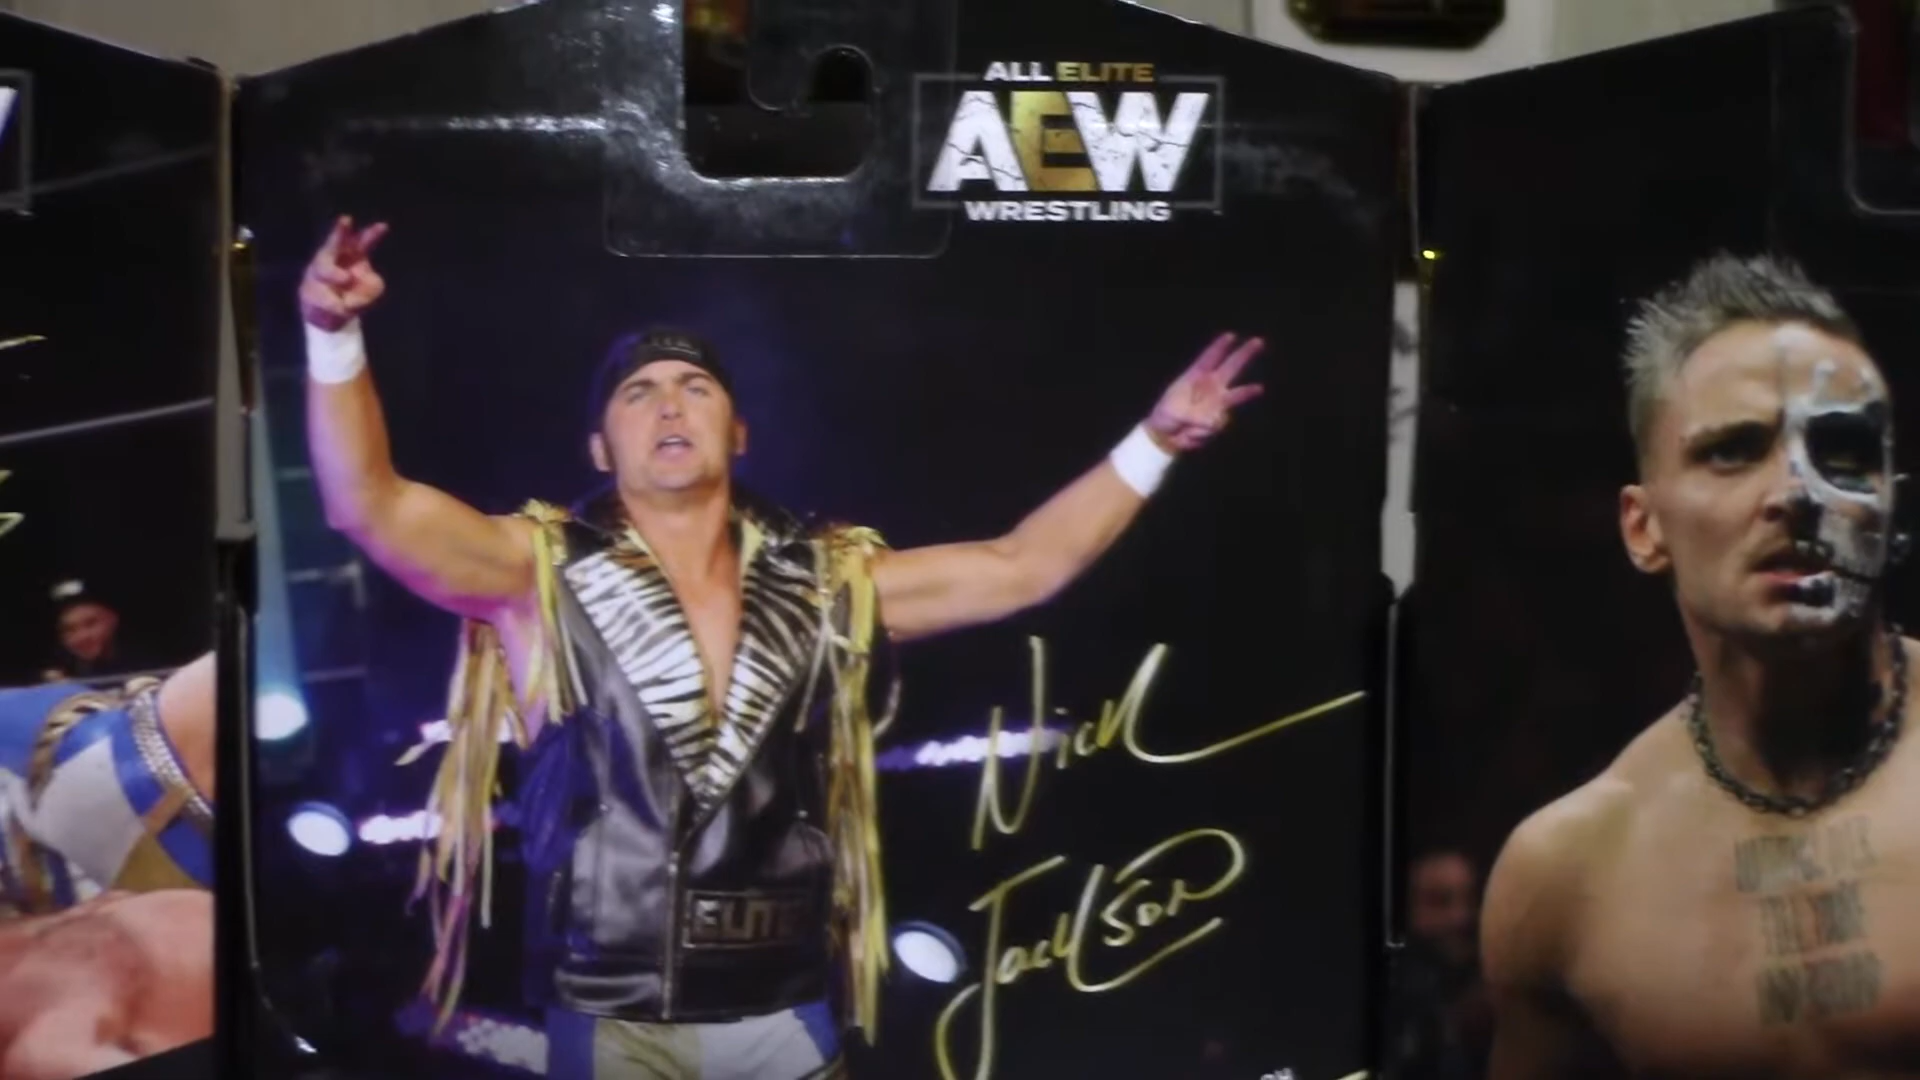 ALL ELITE
AEW
WRESTLING
Nick
Jackson
ELITE